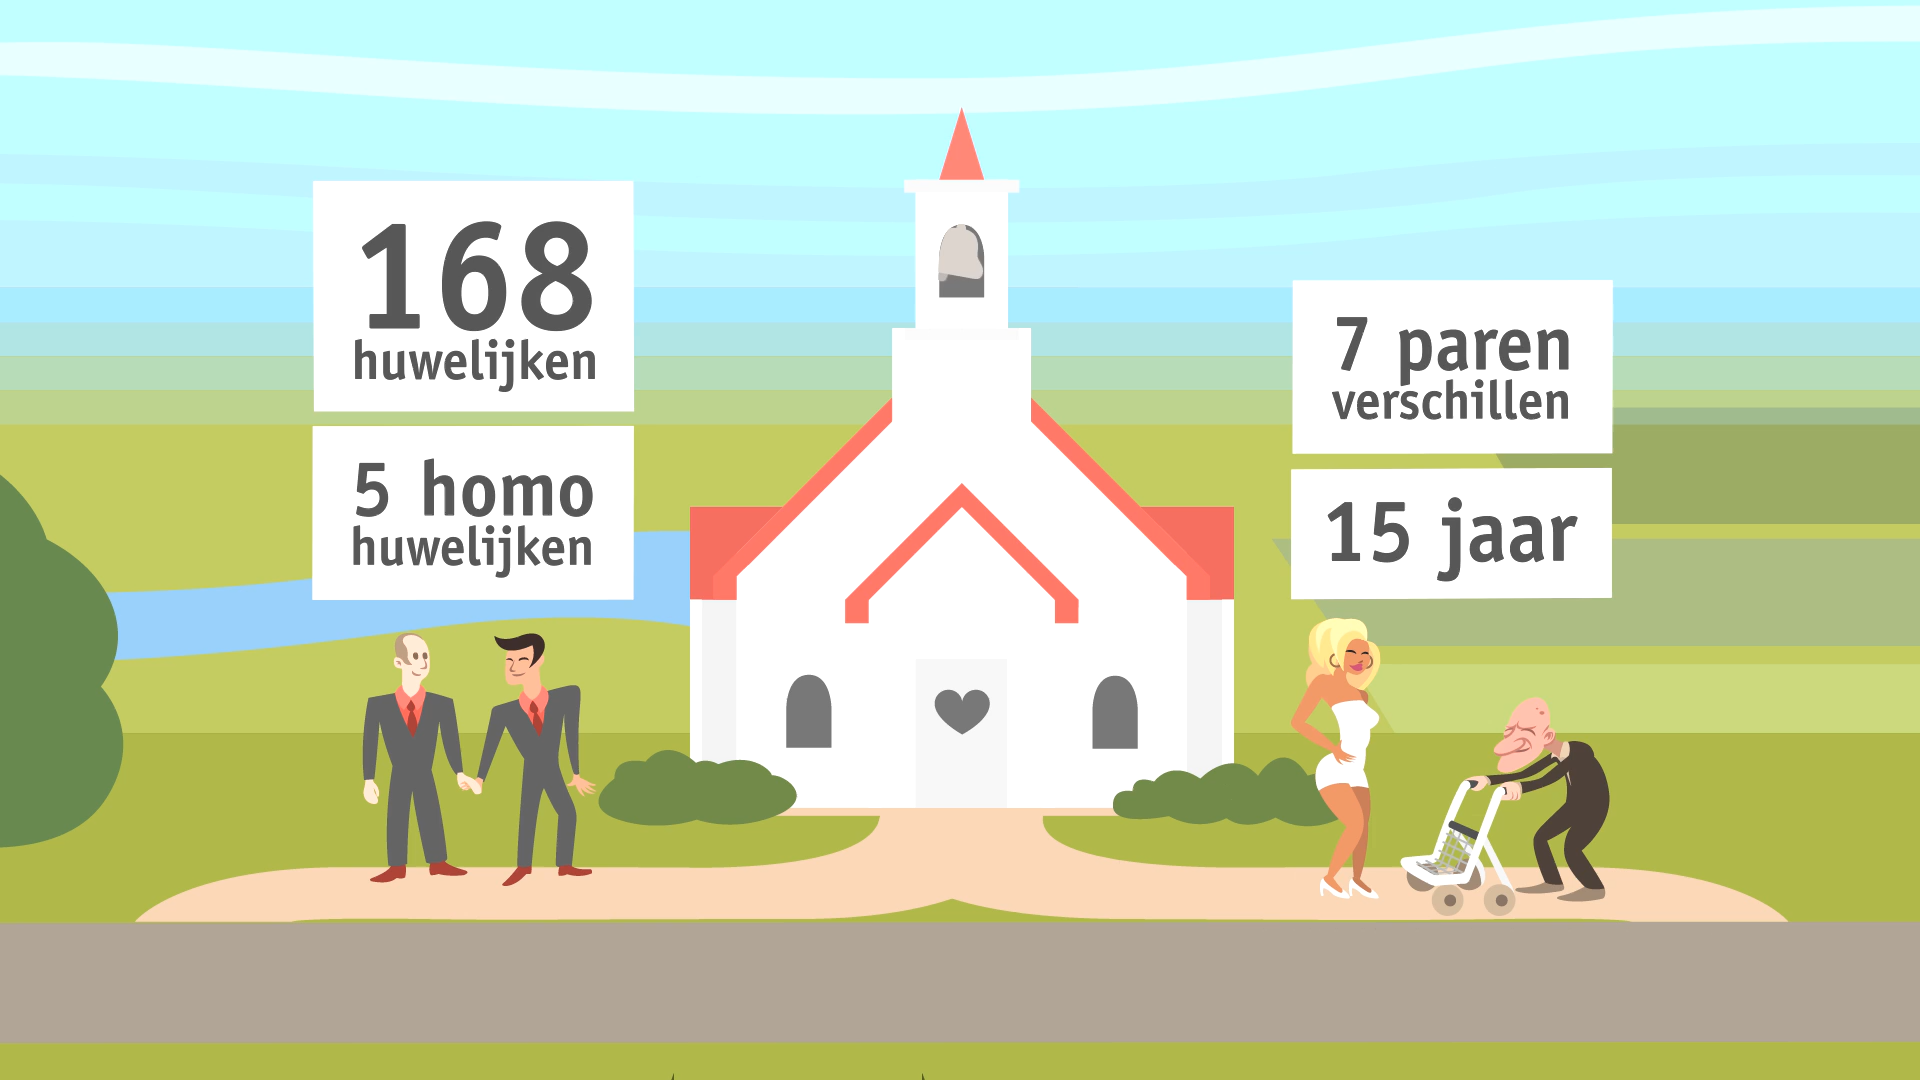 168
huwelijken
5 homo
huwelijken
7 paren
verschillen
15 jaar